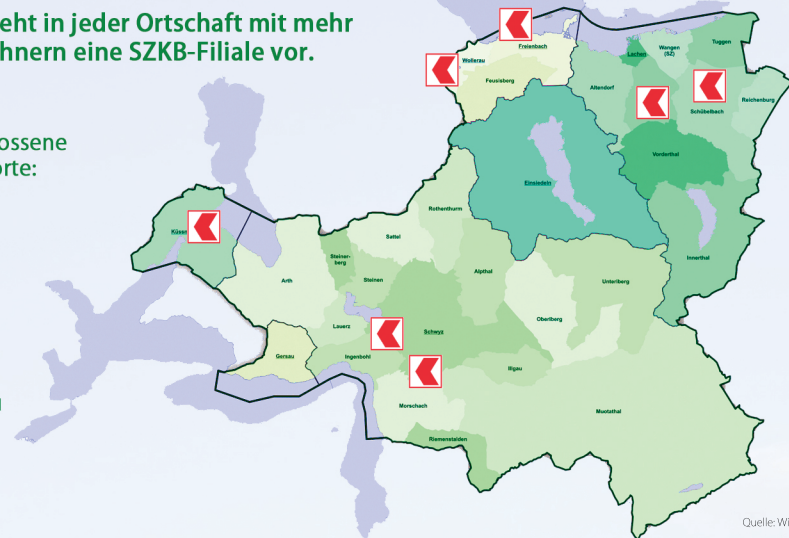 eht in jeder Ortschaft mit mehr
hnern eine SZKB-Filiale vor.
ossene
orte:
Freienbach
Wollerau
Feusisberg
Lachen
Wangen
(SZ)
Tuggen
Altendorf
Schübelbach
Reichenburg
Vorderthal
Einsiedeln
Innerthal
Küssn
Rothenthurm
Sattel
Steiner-
berg
Steinen
Arth
Alpthal
Unteriberg
Oberiberg
Lauerz
Schwyz
Gersau
Ingenbohl
Illgau
Morschach
Muotathal
Riemenstalden
Quelle: Wi